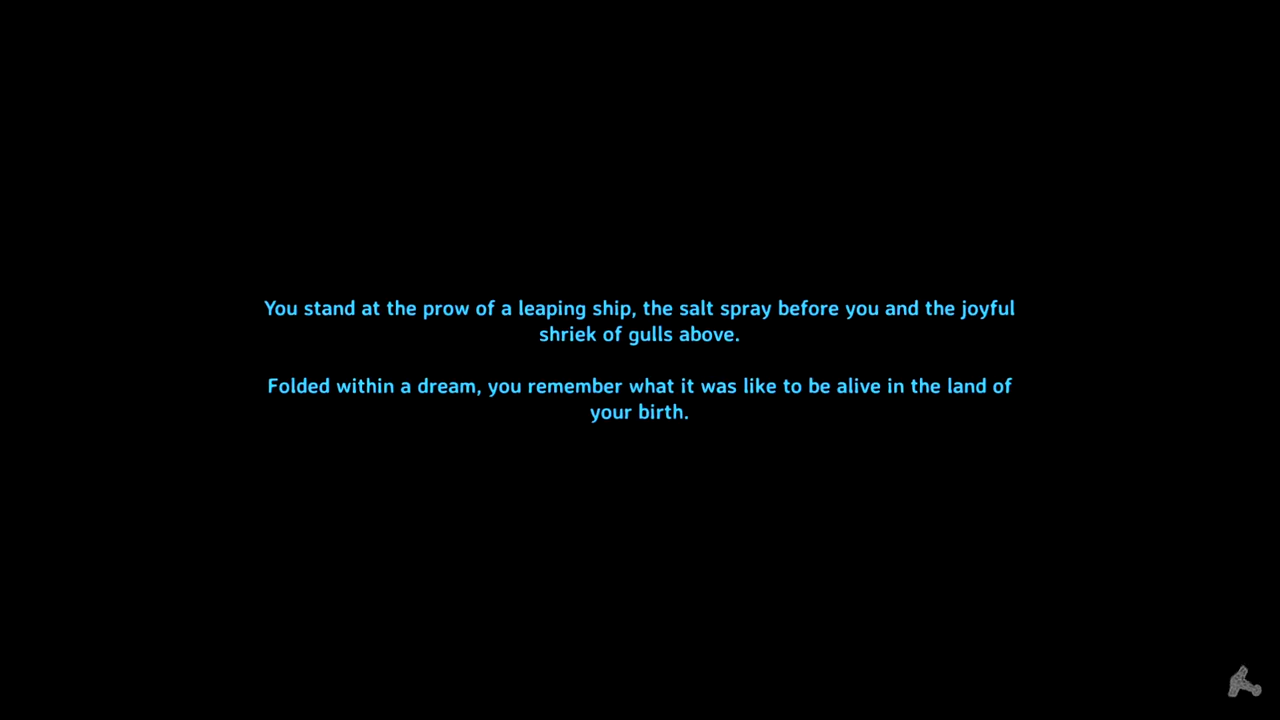 You stand at the prow of a leaping ship, the salt spray before you and the joyful
shriek of gulls above.
Folded within a dream, you remember what it was like to be alive in the land of
your birth.